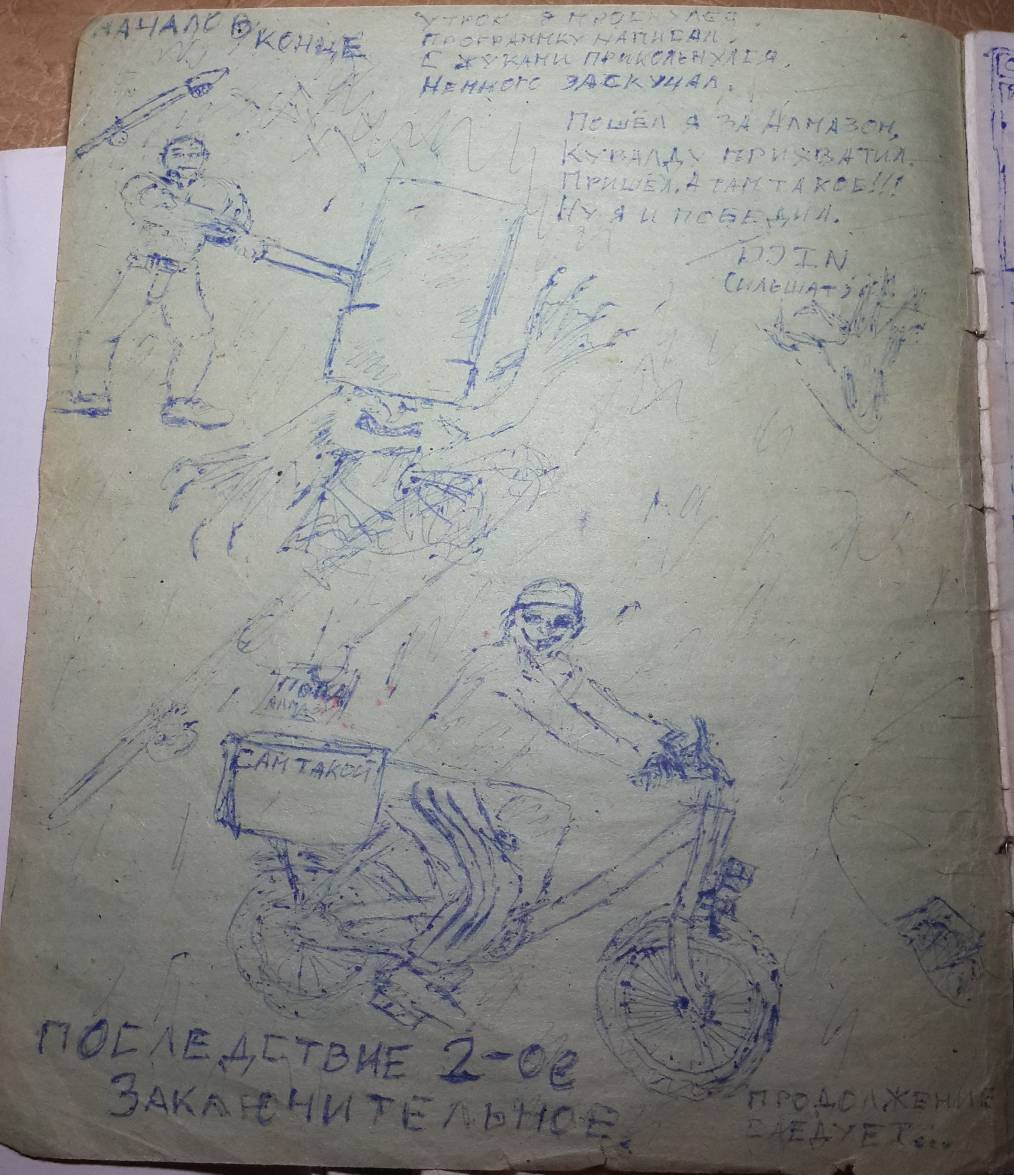 НАЧАЛО В
КОНЦЕ
УТРОМ Я ПРОСНУЛСЯ.
ПРОГРАММКУ НАПИСАЛ.
С ЖУКАМИ ПРИКОЛЬНУЛСЯ.
НЕМНОГО ЗАСКУЧАЛ.
ПОШЁЛ Я ЗА АЛМАЗОМ,
КУВАЛДУ ПРИХВАТИЛ.
ПРИШЁЛ. А ТАМ ТАКОЕ!!!
НУ Я И ПОБЕДИЛ.
DJIN
САМ ТАКОЙ
ПОСЛЕДСТВИЕ 2-ое
ЗАКЛЮЧИТЕЛЬНОЕ.
ПРОДОЛЖЕНИЕ
СЛЕДУЕТ...